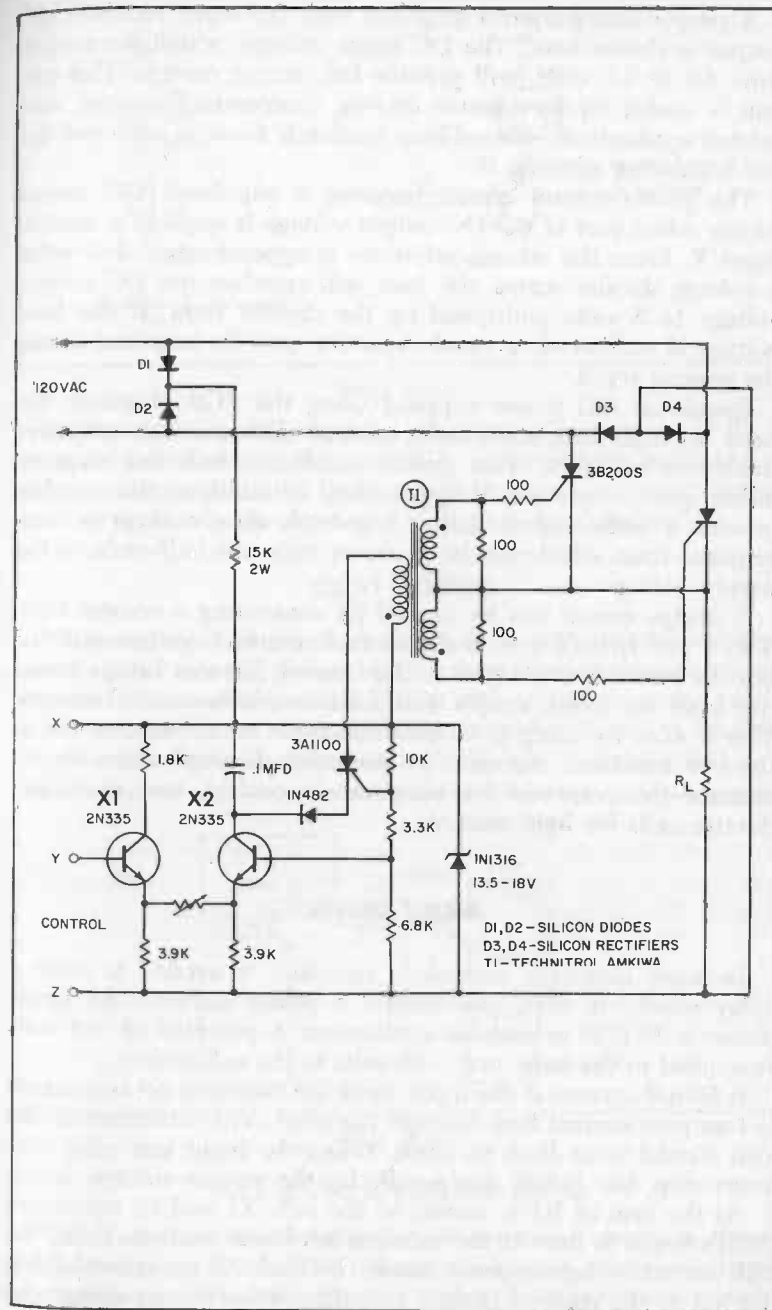 D1
120VAC
D2
D3
D4
3B200S
T1
100
100
15K
2W
100
100
X
3A1100
1.8K
.1MFD
10K
RL
X1
2N335
X2
2N335
1N482
3.3K
Y
1N1316
13.5-18V
CONTROL
6.8K
3.9K
3.9K
D1,D2-SILICON DIODES
D3,D4-SILICON RECTIFIERS
T1-TECHNITROL AMKIWA
Z